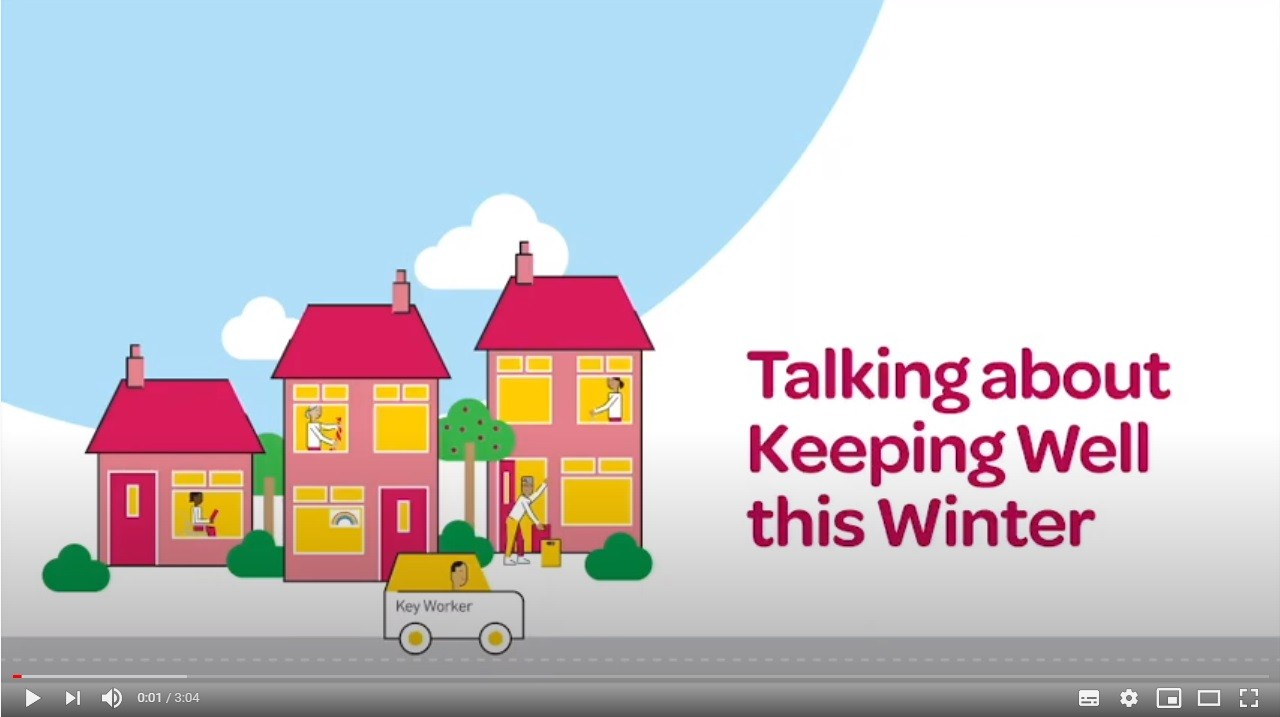 Talking about
Keeping Well
this Winter
Key Worker
0:01 / 3:04